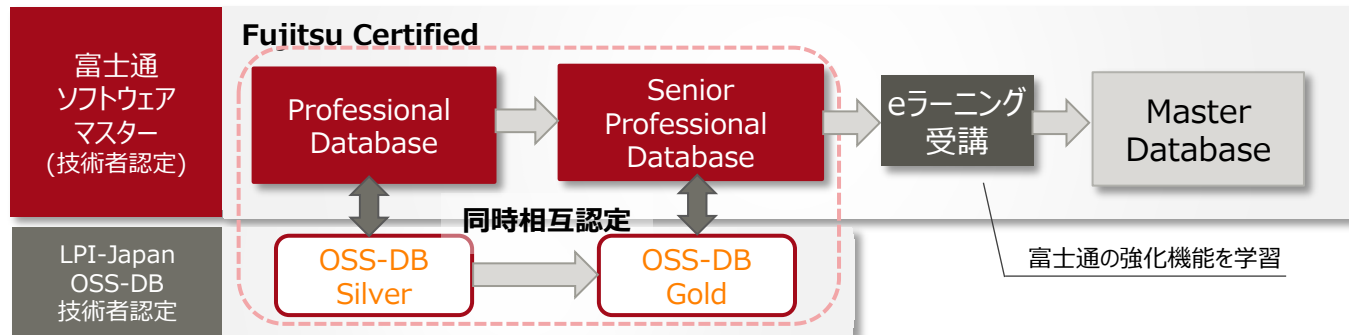 富士通
ソフトウェア
マスター
(技術者認定)
Fujitsu Certified
Professional
Database
Senior
Professional
Database
eラーニング
受講
Master
Database
同時相互認定
LPI-Japan
OSS-DB
技術者認定
OSS-DB
Silver
OSS-DB
Gold
富士通の強化機能を学習